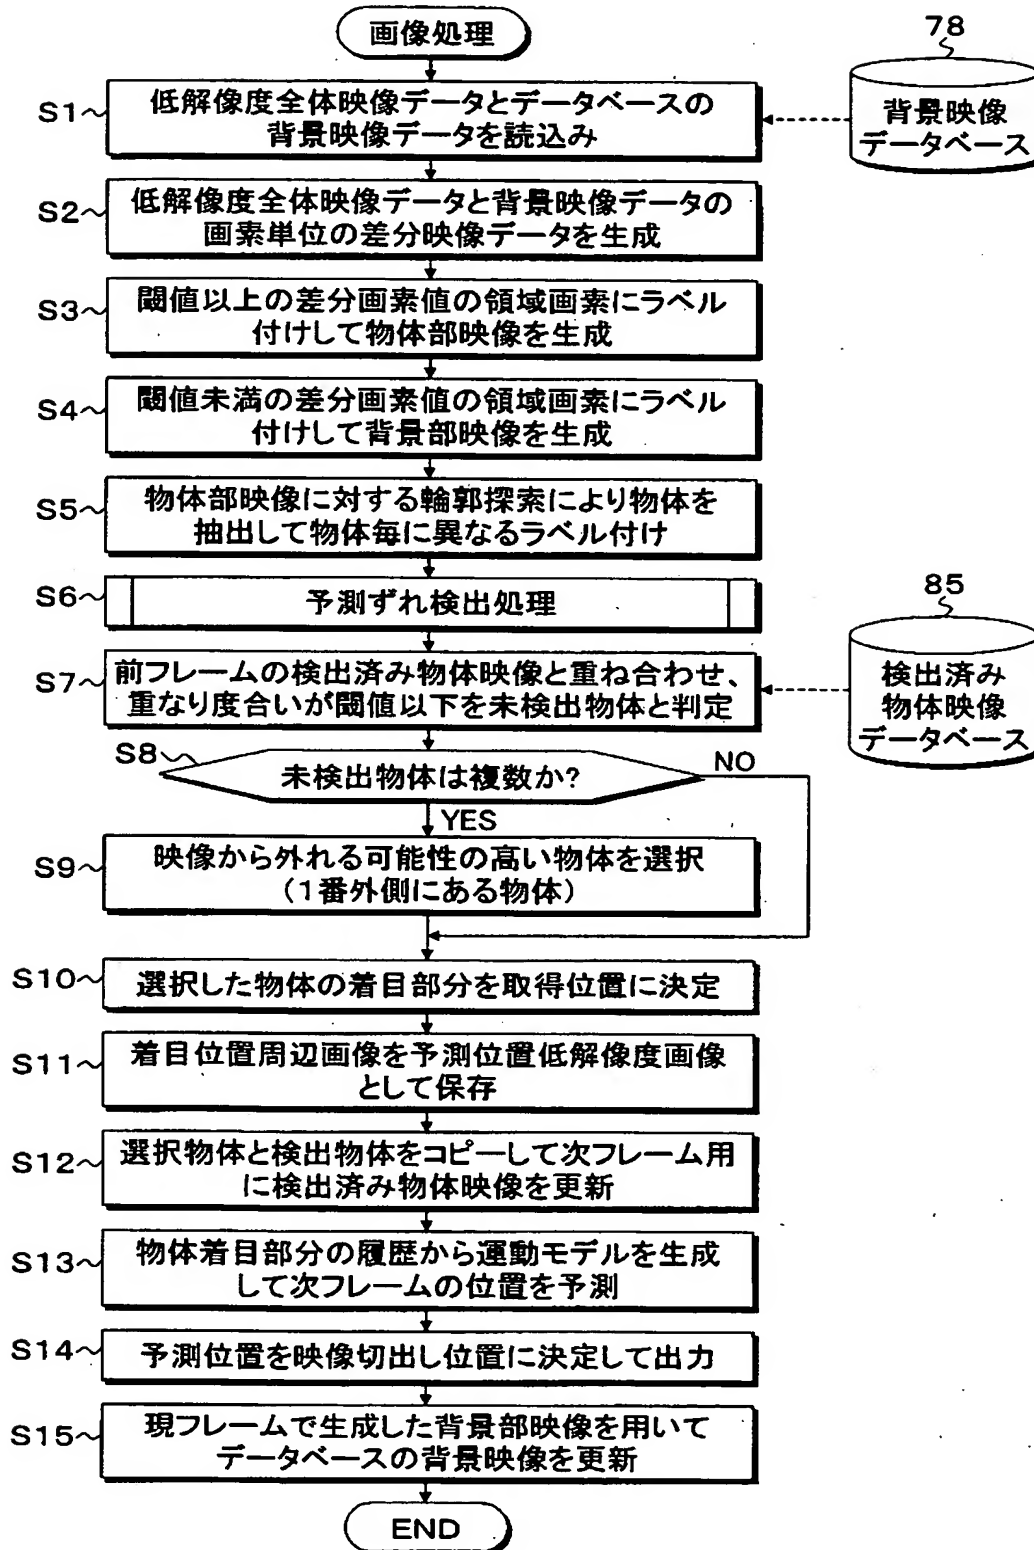 画像処理
78
S1
低解像度全体映像データとデータベースの
背景映像データを読込み
背景映像
データベース
S2
低解像度全体映像データと背景映像データの
画素単位の差分映像データを生成
S3
閾値以上の差分画素値の領域画素にラベル
付けして物体部映像を生成
S4
閾値未満の差分画素値の領域画素にラベル
付けして背景部映像を生成
S5
物体部映像に対する輪郭探索により物体を
抽出して物体毎に異なるラベル付け
S6
予測ずれ検出処理
85
S7
前フレームの検出済み物体映像と重ね合わせ、
重なり度合いが閾値以下を未検出物体と判定
検出済み
物体映像
データベース
S8
未検出物体は複数か?
NO
YES
S9
映像から外れる可能性の高い物体を選択
(1番外側にある物体)
S10
選択した物体の着目部分を取得位置に決定
S11
着目位置周辺画像を予測位置低解像度画像
として保存
S12
選択物体と検出物体をコピーして次フレーム用
に検出済み物体映像を更新
S13
物体着目部分の履歴から運動モデルを生成
して次フレームの位置を予測
S14
予測位置を映像切出し位置に決定して出力
S15
現フレームで生成した背景部映像を用いて
データベースの背景映像を更新
END